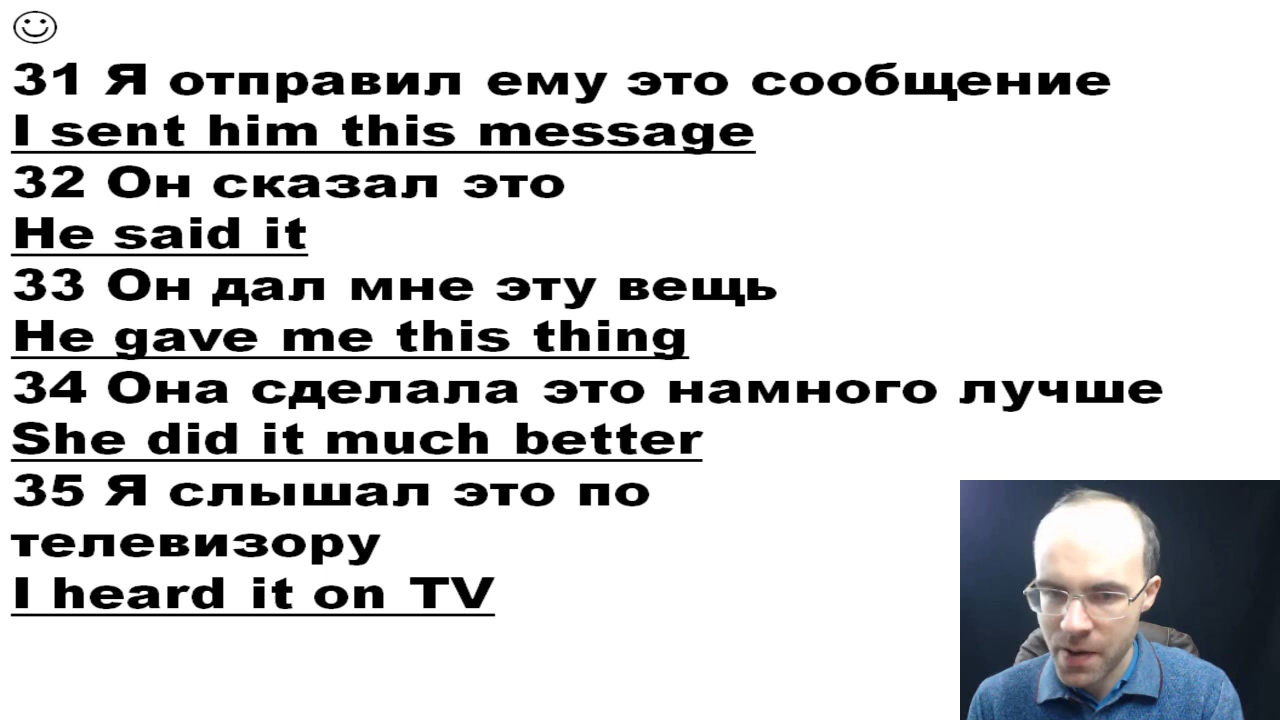 31 Я отправил ему это сообщение
I sent him this message
32 Он сказал это
He said it
33 Он дал мне эту вещь
He gave me this thing
34 Она сделала это намного лучше
She did it much better
35 Я слышал это по
телевизору
I heard it on TV